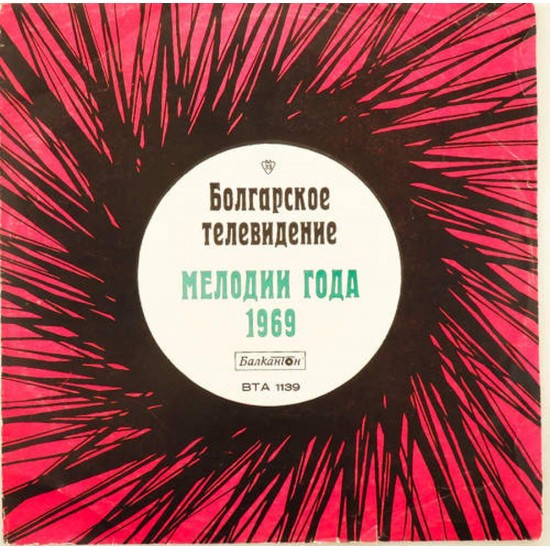 Болгарское
телевидение
МЕЛОДИИ ГОДА
1969
Балкантон
ВТА 1139